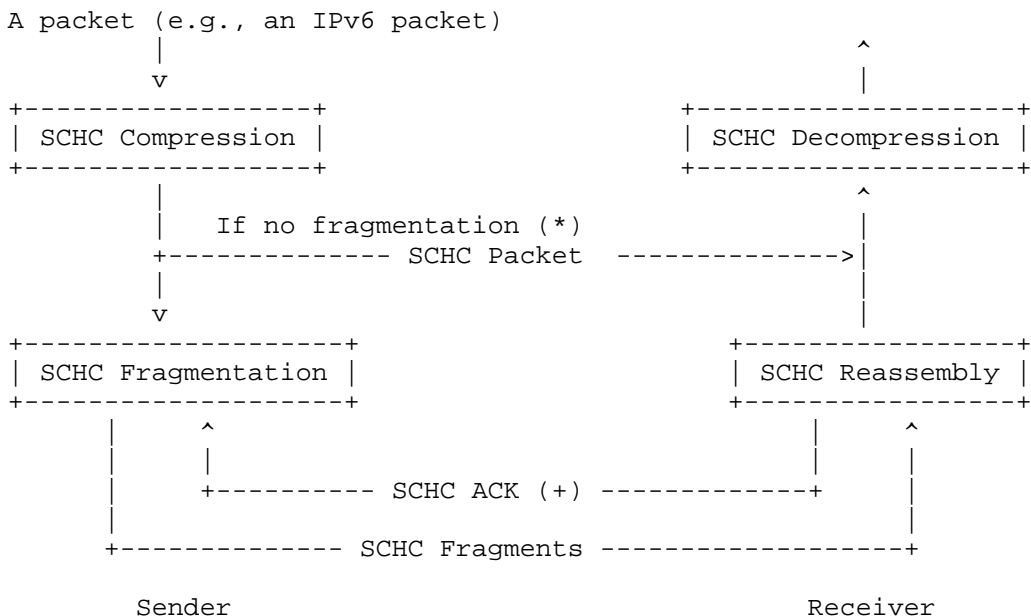 A packet (e.g., an IPv6 packet)
SCHC Compression SCHC Decompression
If no fragmentation (*)
SCHC Packet
SCHC Fragmentation SCHC Reassembly
SCHC ACK (+)
SCHC Fragments
Sender Receiver